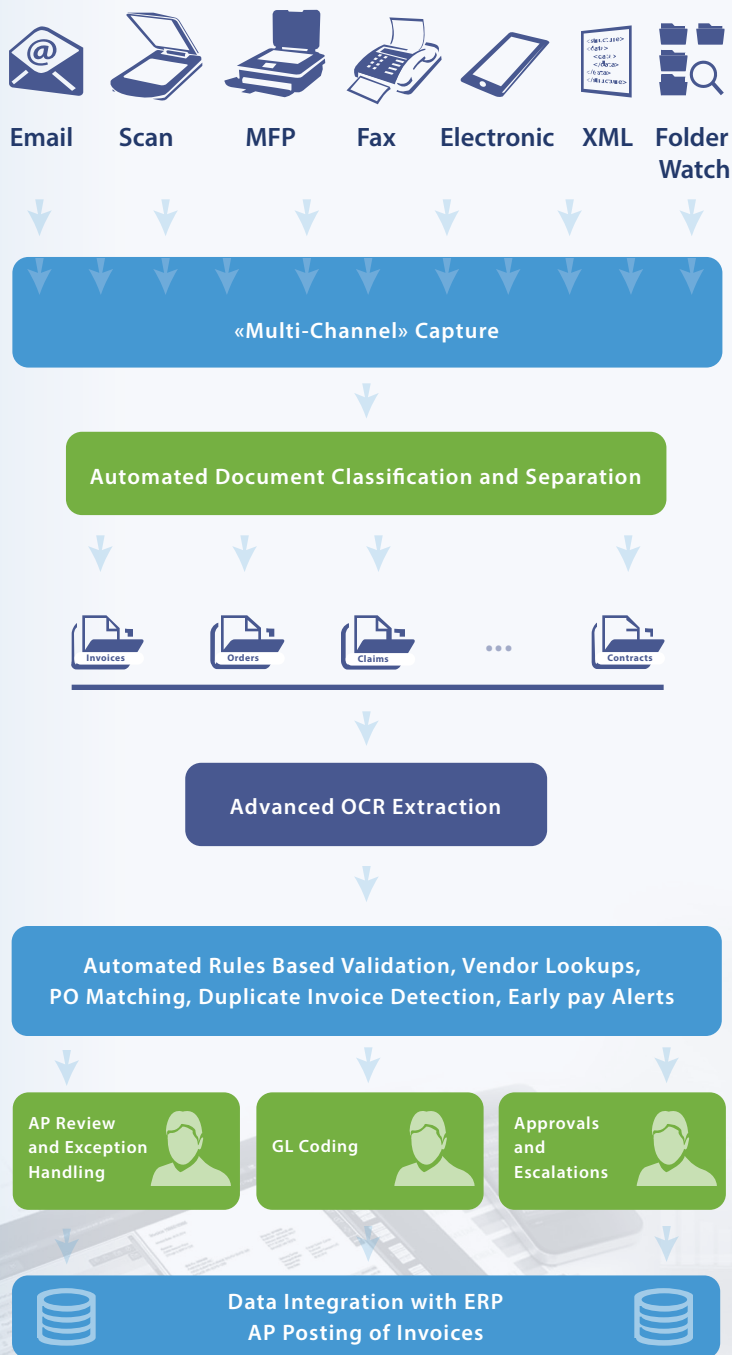 Email Scan MFP Fax Electronic XML Folder
Watch
«Multi-Channel» Capture
Automated Document Classification and Separation
Invoices Orders Claims ... Contracts
Advanced OCR Extraction
Automated Rules Based Validation, Vendor Lookups,
PO Matching, Duplicate Invoice Detection, Early pay Alerts
AP Review
and Exception
Handling
GL Coding
Approvals
and
Escalations
Data Integration with ERP
AP Posting of Invoices